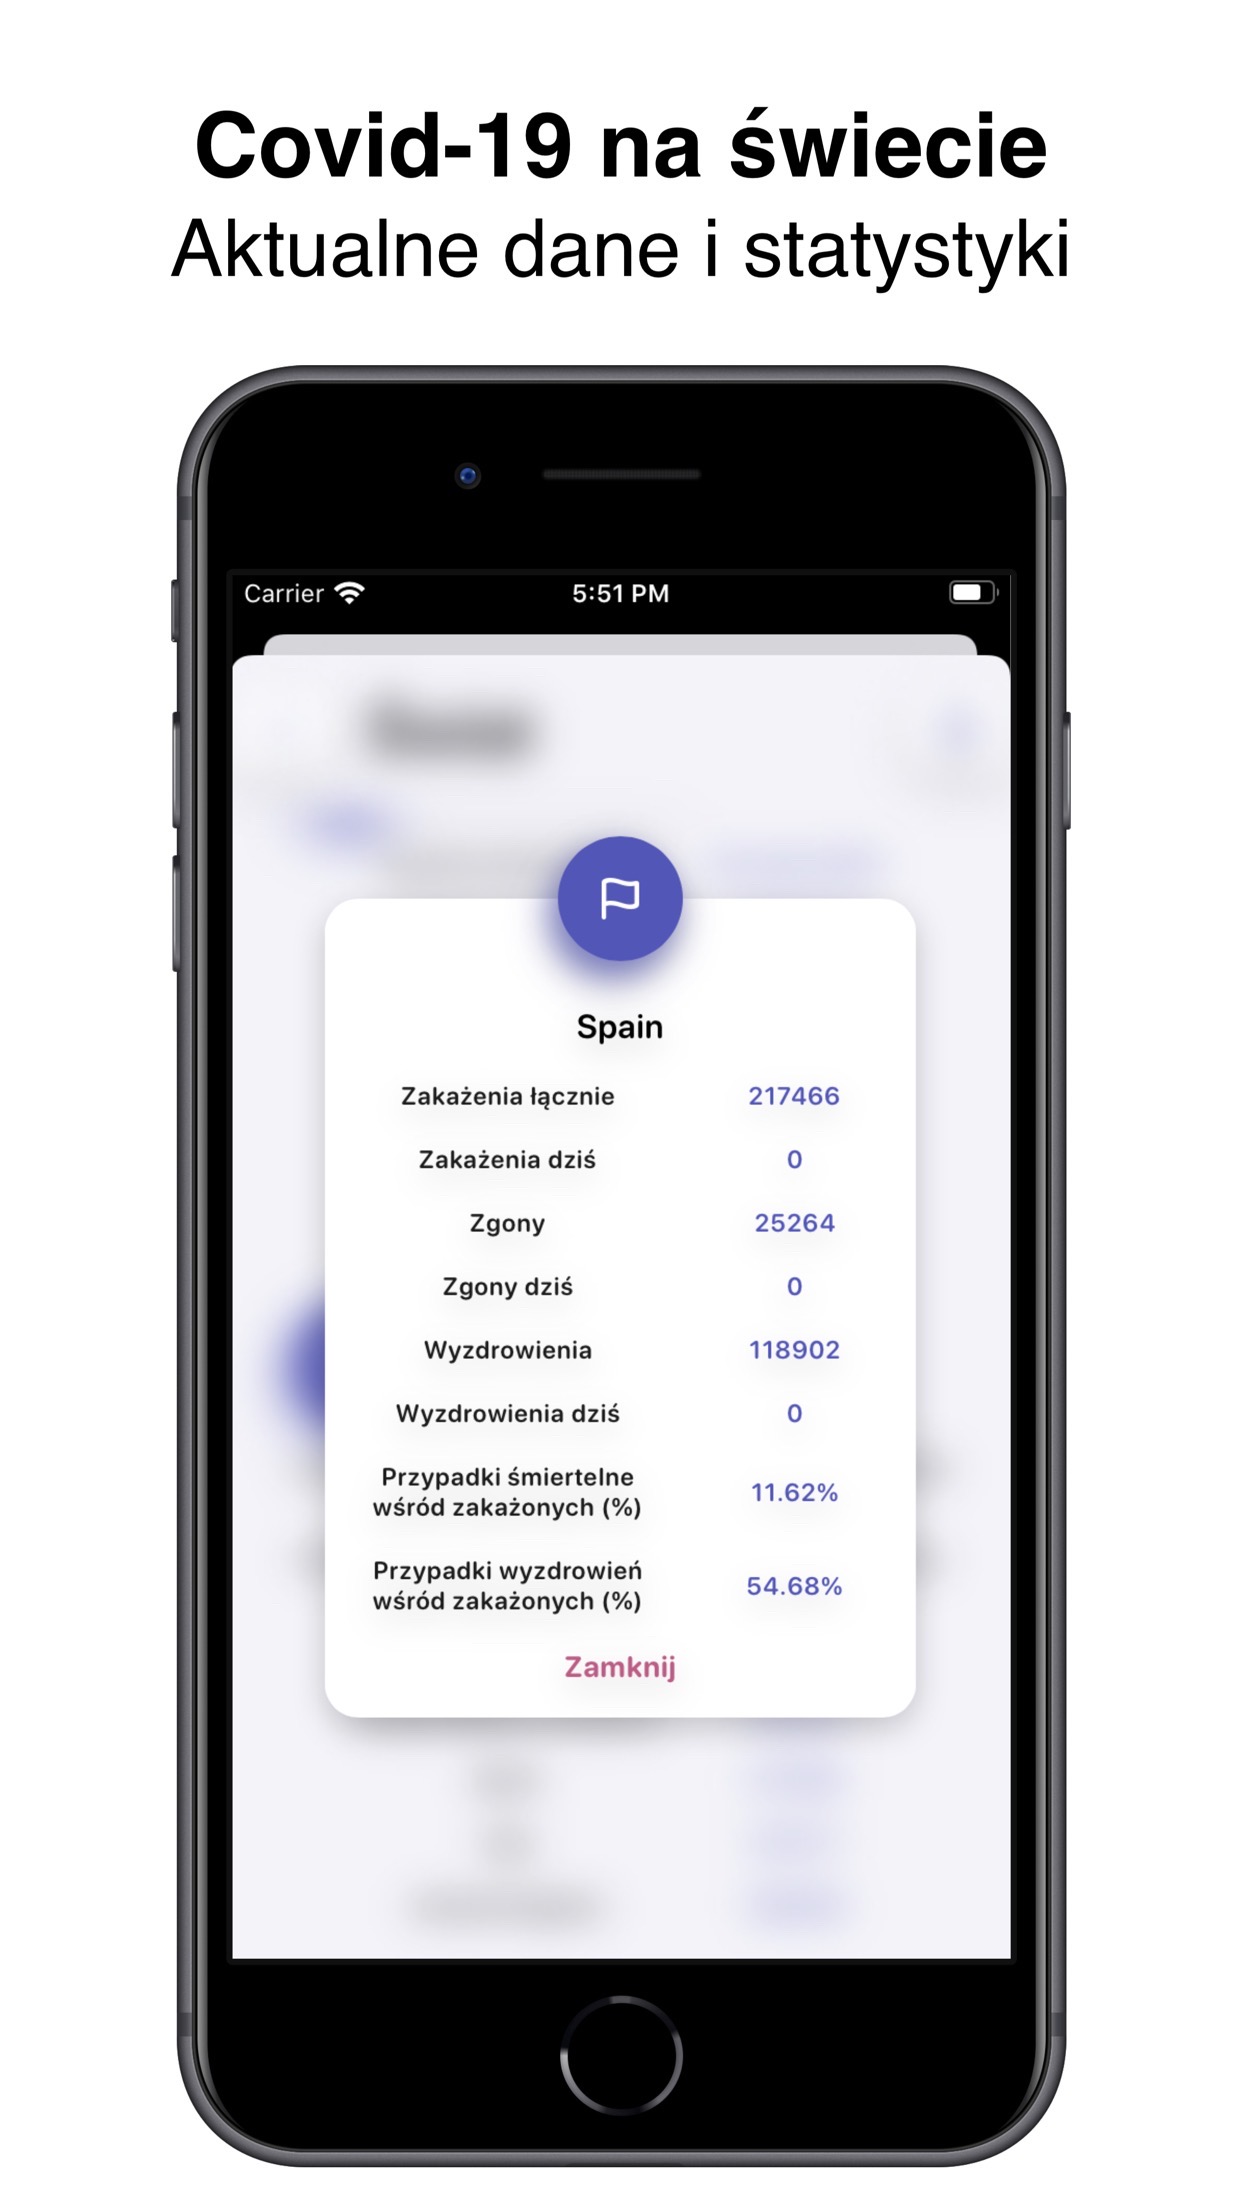 Covid-19 na świecie
Aktualne dane i statystyki
Carrier 5:51 PM
Spain
Zakażenia łącznie 217466
Zakażenia dziś 0
Zgony 25264
Zgony dziś 0
Wyzdrowienia 118902
Wyzdrowienia dziś 0
Przypadki śmiertelne
wśród zakażonych (%) 11.62%
Przypadki wyzdrowień
wśród zakażonych (%) 54.68%
Zamknij